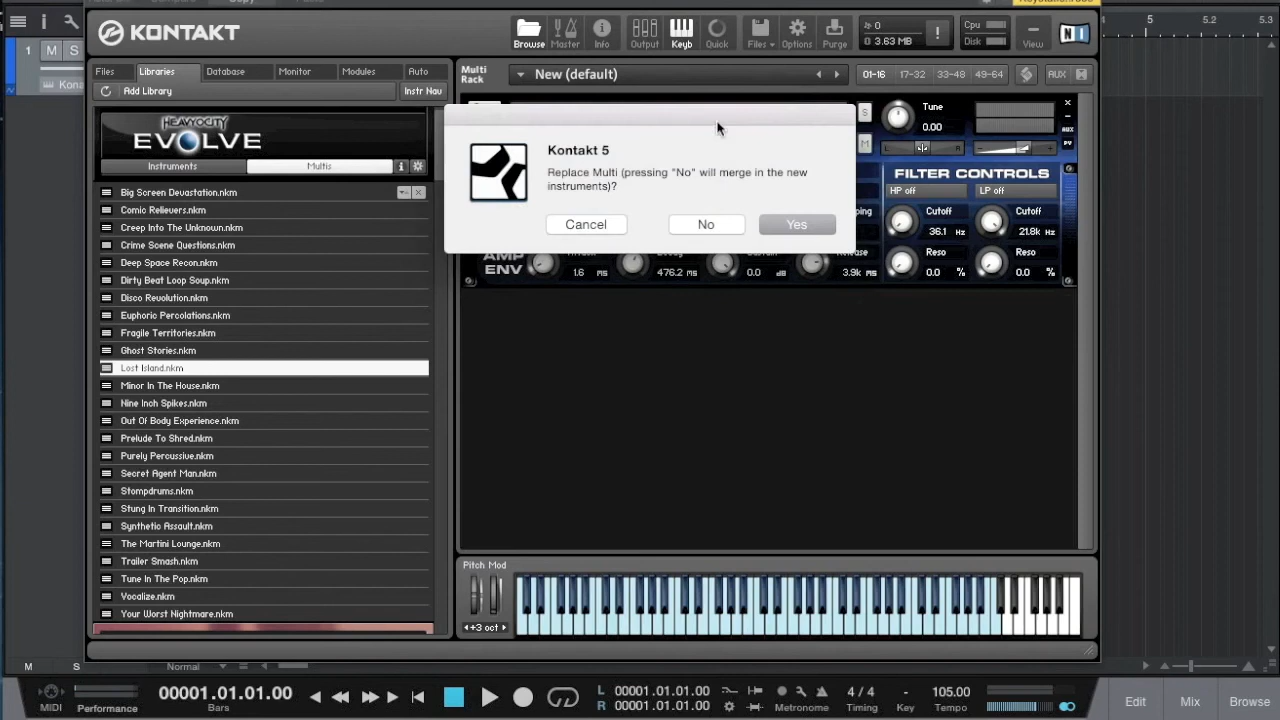 KONTAKT
Browse
Master
Info
Output
Keyb
Quick
Files
Options
Purge
0
3.63 MB
!
Cpu
Disk
View
NI
5
5.2
5.3
1
M
S
Kona
Files
Libraries
Database
Monitor
Modules
Auto
Add Library
Instr Nav
Multi
Rack
New (default)
01-16
17-32
33-48
49-64
AUX
HEAVYOCITY
EVOLVE
Instruments
Multis
i
Big Screen Devastation.nkm
Comic Relievers.nkm
Creep Into The Unknown.nkm
Crime Scene Questions.nkm
Deep Space Recon.nkm
Dirty Beat Loop Soup.nkm
Disco Revolution.nkm
Euphoric Percolations.nkm
Fragile Territories.nkm
Ghost Stories.nkm
Lost Island.nkm
Minor In The House.nkm
Nine Inch Spikes.nkm
Out Of Body Experience.nkm
Prelude To Shred.nkm
Purely Percussive.nkm
Secret Agent Man.nkm
Stompdrums.nkm
Stung In Transition.nkm
Synthetic Assault.nkm
The Martini Lounge.nkm
Trailer Smash.nkm
Tune In The Pop.nkm
Vocalize.nkm
Your Worst Nightmare.nkm
Kontakt 5
Replace Multi (pressing "No" will merge in the new
instruments)?
Cancel
No
Yes
S
M
Tune
0.00
L
R
AUX
PV
FILTER CONTROLS
HP off
LP off
Cutoff
36.1 Hz
Cutoff
21.8k Hz
Reso
0.0 %
Reso
0.0 %
AMP
ENV
1.6 ms
476.2 ms
0.0 dB
3.9k ms
Pitch Mod
+3 oct
M
S
Normal
MIDI
Performance
00001.01.01.00
Bars
L 00001.01.01.00
R 00001.01.01.00
Metronome
4 / 4
Timing
-
Key
105.00
Tempo
Edit
Mix
Browse